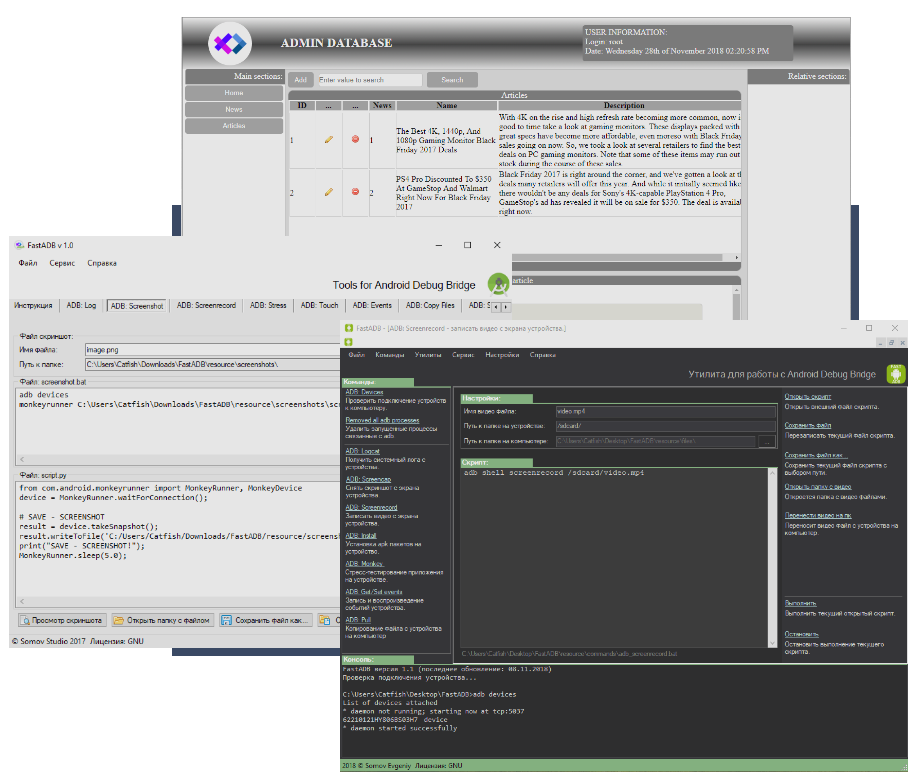 ADMIN DATABASE
USER INFORMATION:
Login: root
Date: Wednesday 28th of November 2018 02:20:58 PM
Main sections:
Home
News
Articles
Add
Enter value to search
Search
Relative sections:
Articles
ID ... ... News Name Description
1 1 The Best 4K, 1440p, And
1080p Gaming Monitor Black
Friday 2017 Deals
With 4K on the rise and high refresh rate becoming more common, now i
good to time take a look at gaming monitors. These displays packed with
great specs have become more affordable, even moreso with Black Friday
sales going on now. So, we took a look at several retailers to find the best
deals on PC gaming monitors. Note that some of these items may run out
stock during the course of these sales
2 2 PS4 Pro Discounted To $350
At GameStop And Walmart
Right Now For Black Friday
2017
Black Friday 2017 is right around the corner, and we've gotten a look at th
deals many retailers will offer this year. And while it initually seemed like
there wouldn't be any deals for Sony's 4K-capable PlayStation 4 Pro,
GameStop's ad has revealed it will be on sale for $350. The deal is availa
right now.
article
FastADB v 1.0
Файл Сервис Справка
Tools for Android Debug Bridge
Инструкция ADB: Log ADB: Screenshot ADB: Screenrecord ADB: Stress ADB: Touch ADB: Events ADB: Copy Files ADB: S
Файл скриншот:
Имя файла: image.png
Путь к папке: C:\Users\Catfish\Downloads\FastADB\resource\screenshots\
Файл: screenshot.bat
adb devices
monkeyrunner C:\Users\Catfish\Downloads\FastADB\resource\screenshots\sc
Файл: script.py
from com.android.monkeyrunner import MonkeyRunner, MonkeyDevice
device = MonkeyRunner.waitForConnection();
# SAVE - SCREENSHOT
result = device.takeSnapshot();
result.writeToFile('C:/Users/Catfish/Downloads/FastADB/resource/screensh
print("SAVE - SCREENSHOT!");
MonkeyRunner.sleep(5.0);
Просмотр скриншота Открыть папку с файлом Сохранить файл как... О
© Somov Studio 2017 Лицензия: GNU
FastADB - [ADB: Screenrecord - записать видео с экрана устройства.]
Файл Команды Утилиты Сервис Настройки Справка
Утилита для работы с Android Debug Bridge
FAST
Команды:
ADB: Devices
Проверить подключение устройств
к компьютеру.
Removed all adb processes
Удалить запущенные процессы
связанные с adb.
ADB: Logcat
Получить системный лога с
устройства.
ADB: Screencap
Снять скриншот с экрана
устройства.
ADB: Screenrecord
Записать видео с экрана
устройства.
ADB: Install
Установка apk пакетов на
устройство.
ADB: Monkey
Стресс-тестирование приложения
на устройстве.
ADB: Get/Set events
Запись и воспроизведение
событий устройства.
ADB: Pull
Копирование файла с устройства
на компьютер.
Настройки:
Имя видео файла: video.mp4
Путь к папке на устройстве: /sdcard/
Путь к папке на компьютере: C:\Users\Catfish\Desktop\FastADB\resource\files\ ...
Скрипт:
adb shell screenrecord /sdcard/video.mp4
C:\Users\Catfish\Desktop\FastADB\resource\commands\adb_screenrecord.bat
Открыть скрипт
Открыть внешний файл скрипта.
Сохранить файл
Перезаписать текущий файл скрипта.
Сохранить файл как...
Сохранить текущий файл скрипта с
выбором пути.
Открыть папку с видео
Откроется папка с видео файлами.
Перенести видео на пк
Переносит видео файл с устройства на
компьютер.
Выполнить
Выполнить текущий открытый скрипт.
Остановить
Остановить выполнение текущего
скрипта
Консоль:
FastADB версия 1.1 (последнее обновление: 08.11.2018)
Проверка подключения устройства...
C:\Users\Catfish\Desktop\FastADB>adb devices
List of devices attached
* daemon not running; starting now at tcp:5037
62210121HY8068503H7 device
* daemon started successfully
2018 © Somov Evgeniy Лицензия: GNU